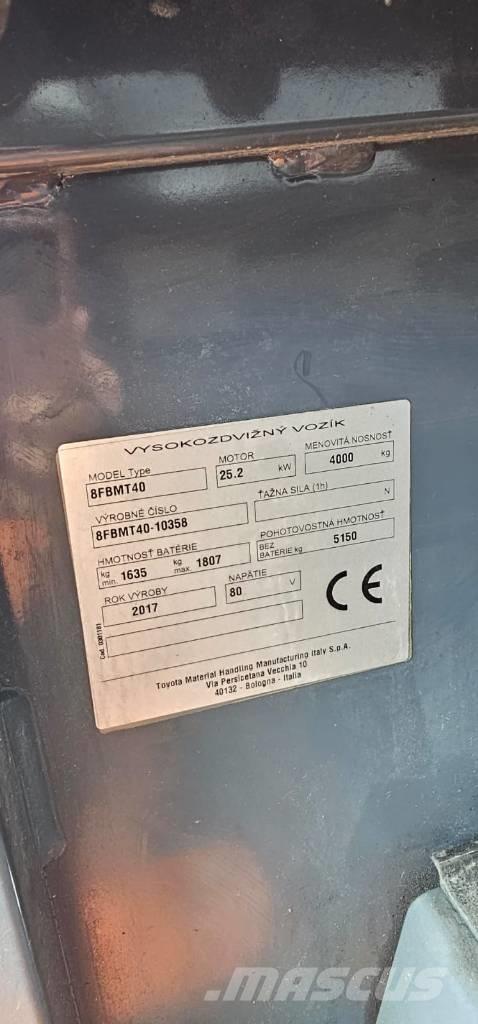 VYSOKOZDVIŽNÝ VOZÍK
MODEL Type
8FBMT40
MOTOR
25.2 kW
MENOVITÁ NOSNOSŤ
4000 kg
VÝROBNÉ ČÍSLO
8FBMT40-10358
ŤAŽNÁ SILA (1h)
N
HMOTNOSŤ BATÉRIE
kg min. 1635 kg max. 1807
POHOTOVOSTNÁ HMOTNOSŤ
BEZ BATÉRIE kg 5150
ROK VÝROBY
2017
NAPÄTIE
80 V
CE
Cod. 0301181
Toyota Material Handling Manufacturing Italy S.p.A.
Via Persicetana Vecchia 10
40132 - Bologna - Italia
MASCUS